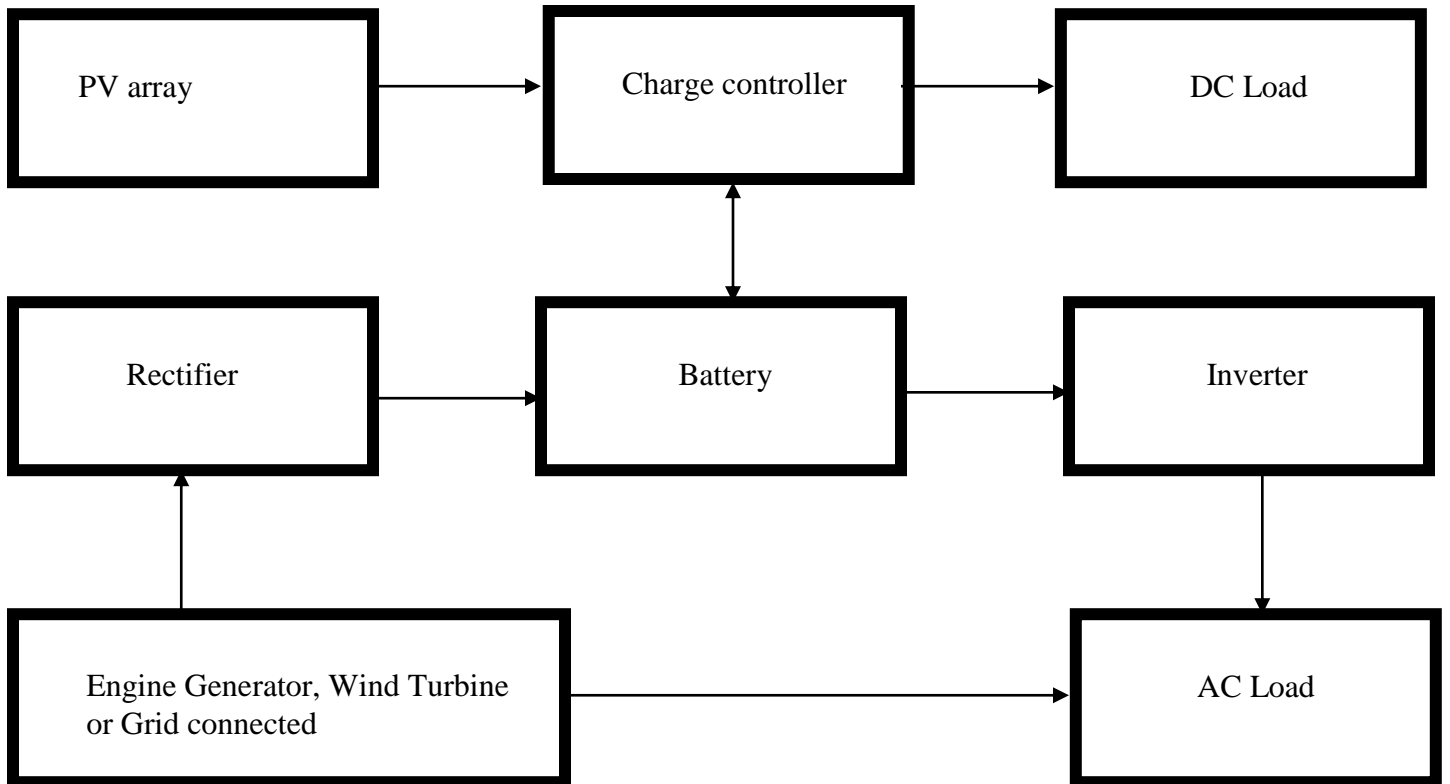 PV array
Charge controller
DC Load
Rectifier
Battery
Inverter
Engine Generator, Wind Turbine
or Grid connected
AC Load